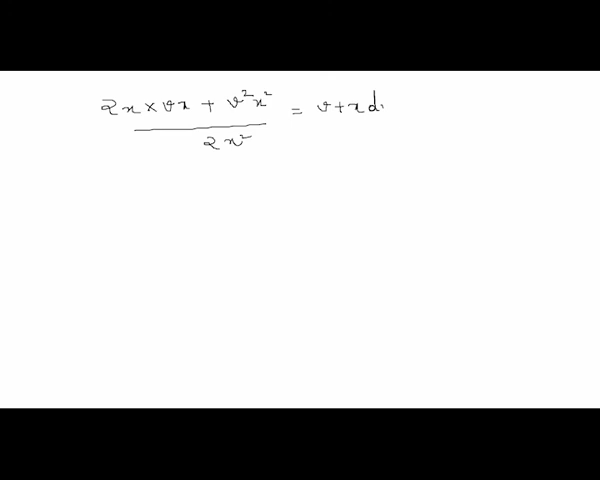 2x × vx + v²x² / 2x² = v + x d